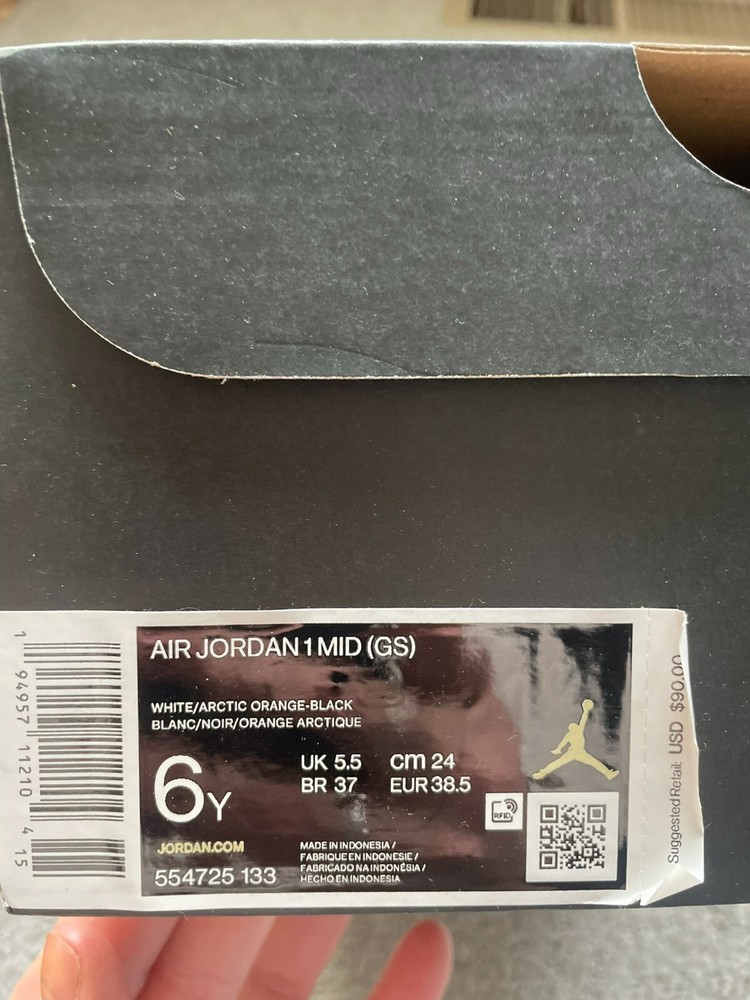 AIR JORDAN 1 MID (GS)
WHITE/ARCTIC ORANGE-BLACK
BLANC/NOIR/ORANGE ARCTIQUE
6Y
UK 5.5 cm 24
BR 37 EUR 38.5
RFID
JORDAN.COM
554725 133
MADE IN INDONESIA /
FABRIQUE EN INDONESIE /
FABRICADO NA INDONÉSIA /
HECHO EN INDONESIA
1 94957 11210 4 15
Suggested Retail: USD $90.00